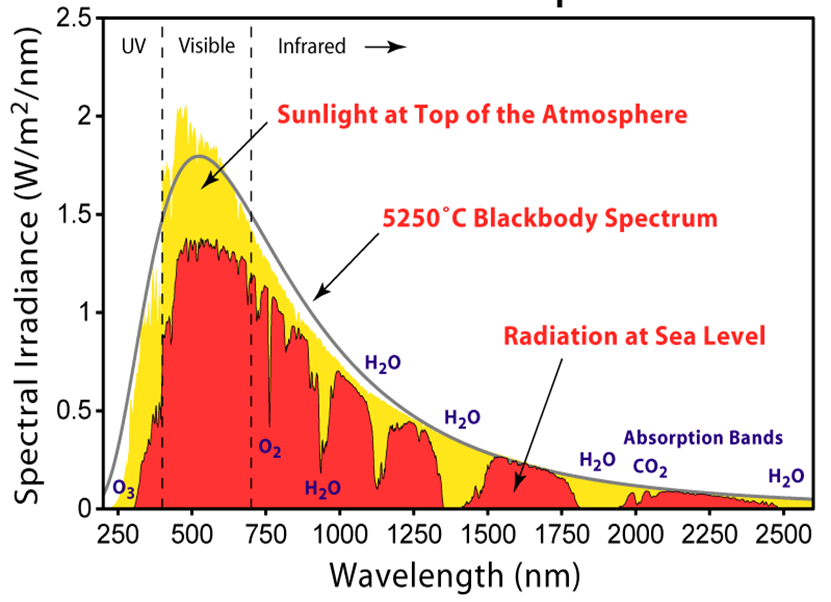 2.5
UV Visible Infrared
2
Sunlight at Top of the Atmosphere
1.5
5250°C Blackbody Spectrum
1
Radiation at Sea Level
H2O
0.5
H2O
Absorption Bands
O2
H2O
CO2
H2O
O3
H2O
0
250 500 750 1000 1250 1500 1750 2000 2250 2500
Wavelength (nm)
Spectral Irradiance (W/m²/nm)